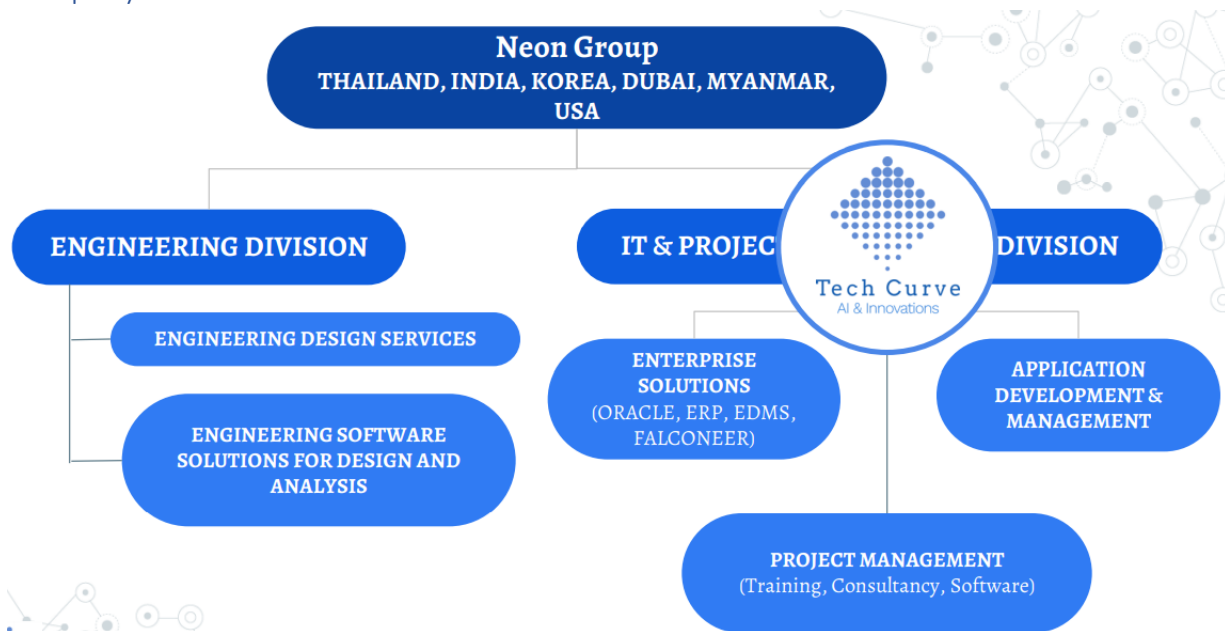 Neon Group
THAILAND, INDIA, KOREA, DUBAI, MYANMAR,
USA
ENGINEERING DIVISION
IT & PROJEC DIVISION
Tech Curve
AI & Innovations
ENGINEERING DESIGN SERVICES
ENGINEERING SOFTWARE
SOLUTIONS FOR DESIGN AND
ANALYSIS
ENTERPRISE
SOLUTIONS
(ORACLE, ERP, EDMS,
FALCONEER)
APPLICATION
DEVELOPMENT &
MANAGEMENT
PROJECT MANAGEMENT
(Training, Consultancy, Software)